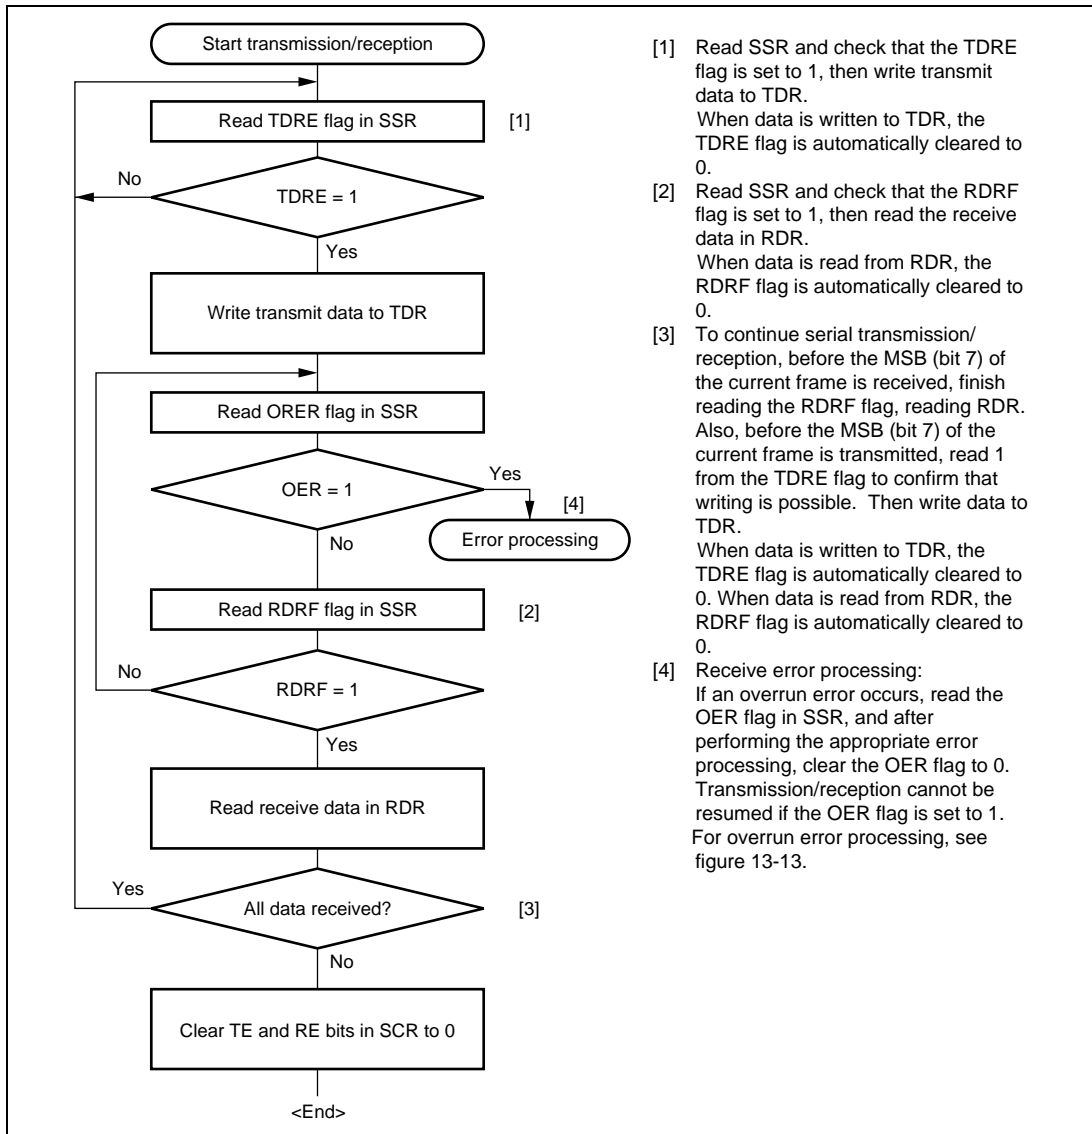 Start transmission/reception
Read TDRE flag in SSR
[1]
No
TDRE = 1
Yes
Write transmit data to TDR
Read ORER flag in SSR
OER = 1
Yes
[4]
Error processing
No
Read RDRF flag in SSR
[2]
No
RDRF = 1
Yes
Read receive data in RDR
Yes
All data received?
[3]
No
Clear TE and RE bits in SCR to 0
<End>
[1] Read SSR and check that the TDRE
flag is set to 1, then write transmit
data to TDR.
When data is written to TDR, the
TDRE flag is automatically cleared to
0.
[2] Read SSR and check that the RDRF
flag is set to 1, then read the receive
data in RDR.
When data is read from RDR, the
RDRF flag is automatically cleared to
0.
[3] To continue serial transmission/
reception, before the MSB (bit 7) of
the current frame is received, finish
reading the RDRF flag, reading RDR.
Also, before the MSB (bit 7) of the
current frame is transmitted, read 1
from the TDRE flag to confirm that
writing is possible. Then write data to
TDR.
When data is written to TDR, the
TDRE flag is automatically cleared to
0. When data is read from RDR, the
RDRF flag is automatically cleared to
0.
[4] Receive error processing:
If an overrun error occurs, read the
OER flag in SSR, and after
performing the appropriate error
processing, clear the OER flag to 0.
Transmission/reception cannot be
resumed if the OER flag is set to 1.
For overrun error processing, see
figure 13-13.